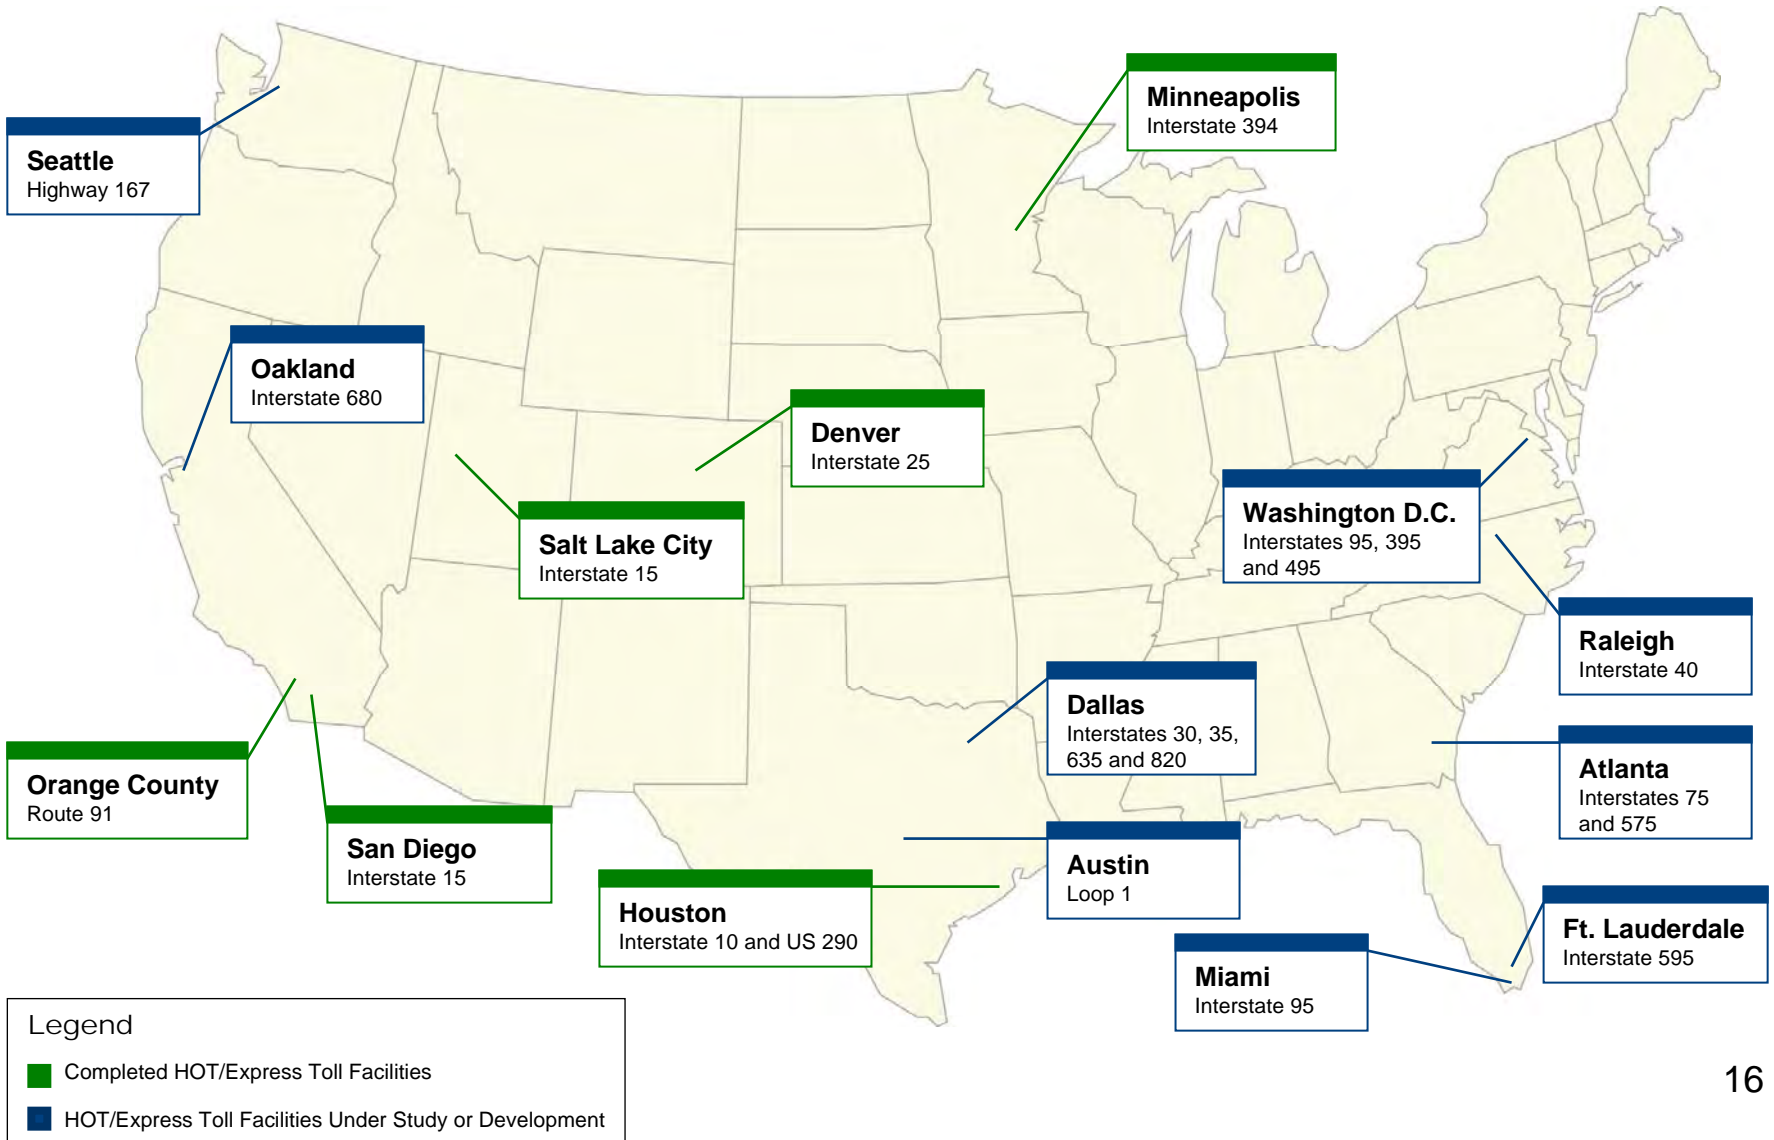 Minneapolis
Interstate 394
Seattle
Highway 167
Oakland
Interstate 680
Denver
Interstate 25
Washington D.C.
Interstates 95, 395
and 495
Salt Lake City
Interstate 15
Raleigh
Interstate 40
Dallas
Interstates 30, 35,
635 and 820
Orange County
Route 91
Atlanta
Interstates 75
and 575
San Diego
Interstate 15
Austin
Loop 1
Houston
Interstate 10 and US 290
Ft. Lauderdale
Interstate 595
Miami
Interstate 95
Legend
Completed HOT/Express Toll Facilities
HOT/Express Toll Facilities Under Study or Development
16